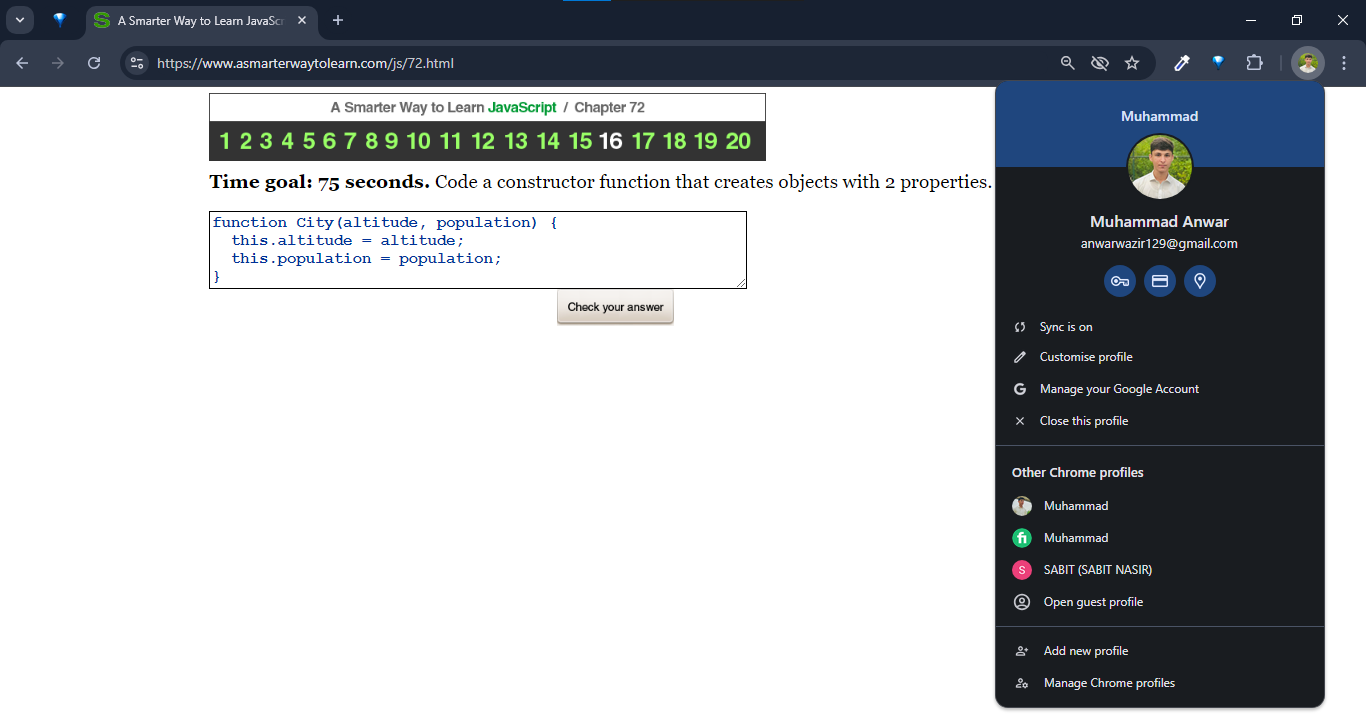 A Smarter Way to Learn JavaSc
https://www.asmarterwaytolearn.com/js/72.html
A Smarter Way to Learn JavaScript / Chapter 72
1 2 3 4 5 6 7 8 9 10 11 12 13 14 15 16 17 18 19 20
Time goal: 75 seconds. Code a constructor function that creates objects with 2 properties.
function City(altitude, population) {
  this.altitude = altitude;
  this.population = population;
}
Check your answer
Muhammad
Muhammad Anwar
anwarwazir129@gmail.com
Sync is on
Customise profile
G Manage your Google Account
Close this profile
Other Chrome profiles
Muhammad
fi Muhammad
S SABIT (SABIT NASIR)
Open guest profile
Add new profile
Manage Chrome profiles